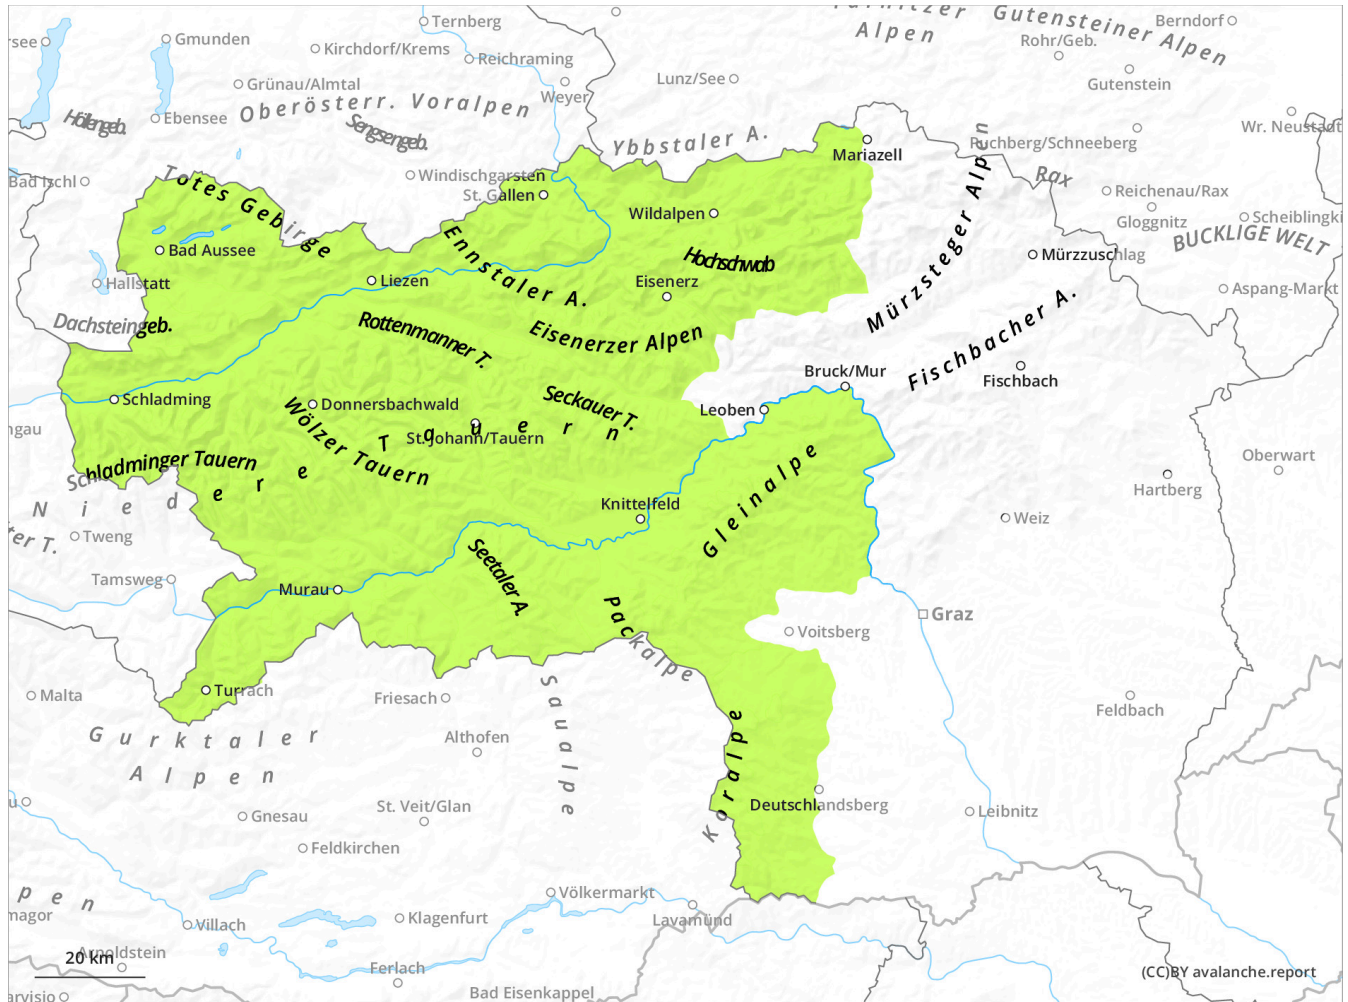 Ternberg
Gutensteiner Alpen
Berndorf
Gmunden
Kirchdorf/Krems
Alpen
Rohr/Geb.
Reichraming
Grünau/Almtal
Lunz/See
Gutenstein
Weyer
Oberösterr. Voralpen
Ebensee
Sengsengeb.
Ybbstaler A.
Wr. Neustadt
Mariazell
Puchberg/Schneeberg
Bad Ischl
Totes Gebirge
Windischgarsten
St. Gallen
Rax
Reichenau/Rax
Wildalpen
Gloggnitz
Scheiblingki
BUCKLIGE WELT
Bad Aussee
Ennstaler A.
Hochschwab
Mürzsteger Alpen
Mürzzuschlag
Hallstatt
Liezen
Eisenerz
Aspang-Markt
Dachsteingeb.
Rottenmanner T.
Eisenerzer Alpen
Fischbacher A.
Bruck/Mur
Fischbach
Schladming
Donnersbachwald
Seckauer T.
Leoben
ngau
Wölzer Tauern
St. Johann/Tauern
Schladminger Tauern
Niedere Tauern
Gleinalpe
Oberwart
Hartberg
Knittelfeld
Weiz
ter T.
Tweng
Tamsweg
Murau
Seetaler A.
Packalpe
Graz
Voitsberg
Malta
Turrach
Friesach
Saualpe
Feldbach
Gurktaler
Alpen
Althofen
Koralpe
St. Veit/Glan
Deutschlandsberg
Gnesau
Leibnitz
Feldkirchen
pen
magor
Völkermarkt
Villach
Klagenfurt
Lavamünd
Arnoldstein
20 km
Ferlach
(CC)BY avalanche.report
arvisio
Bad Eisenkappel